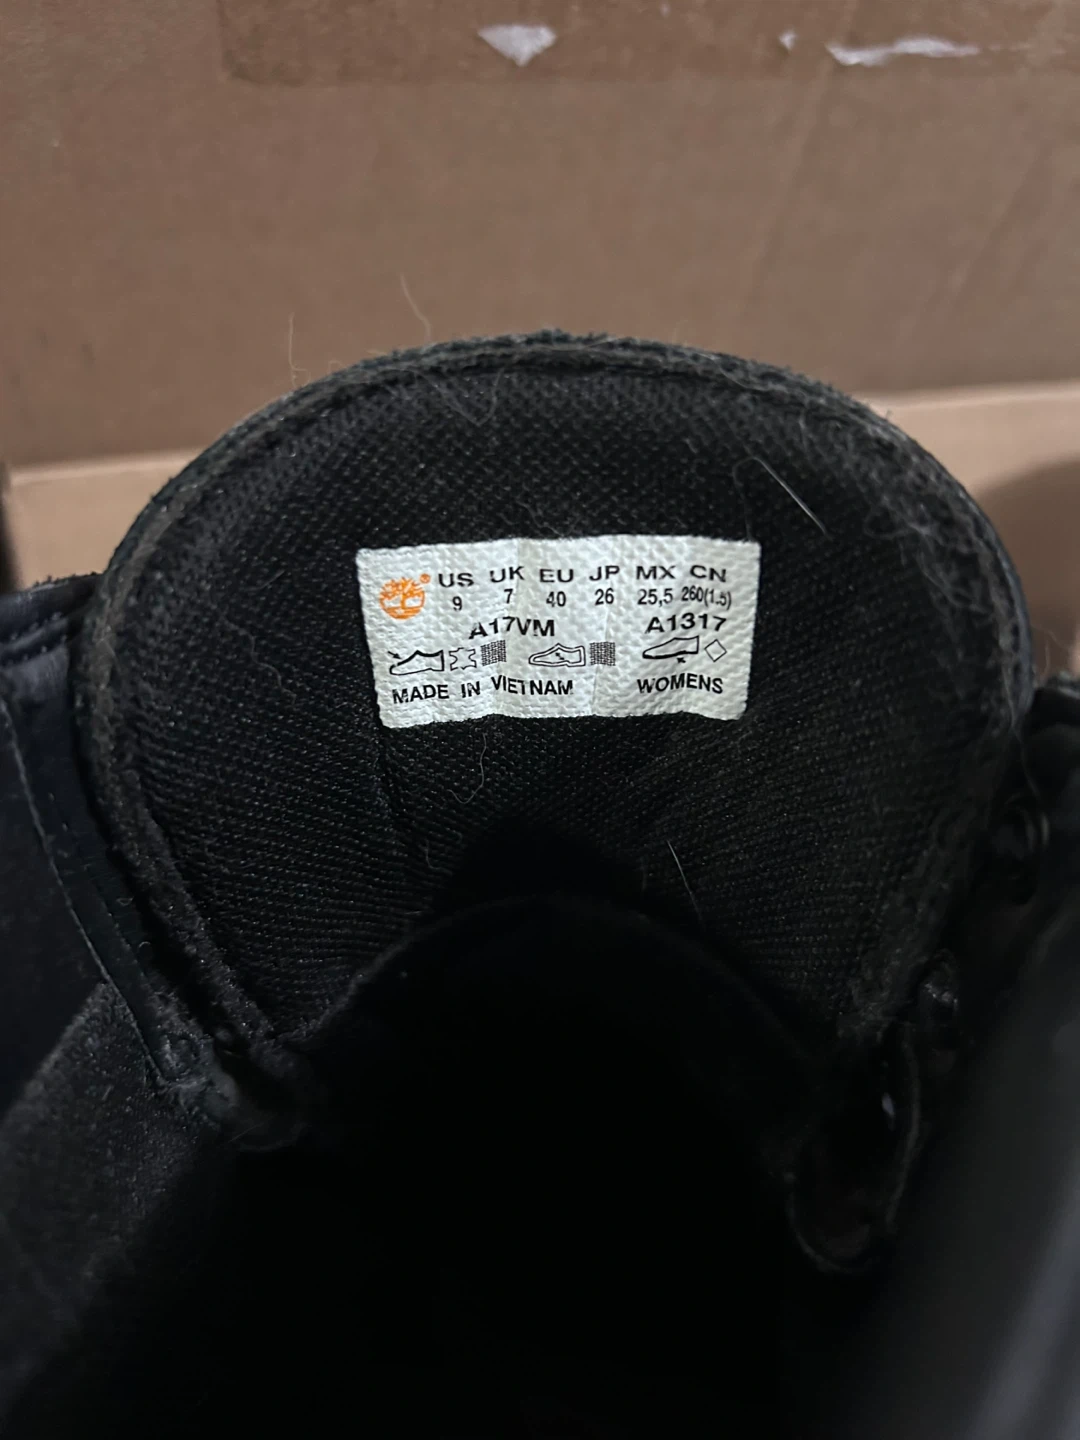 ® US UK EU JP MX CN
9 7 40 26 25,5 260(1.5)
A17VM A1317
MADE IN VIETNAM WOMENS